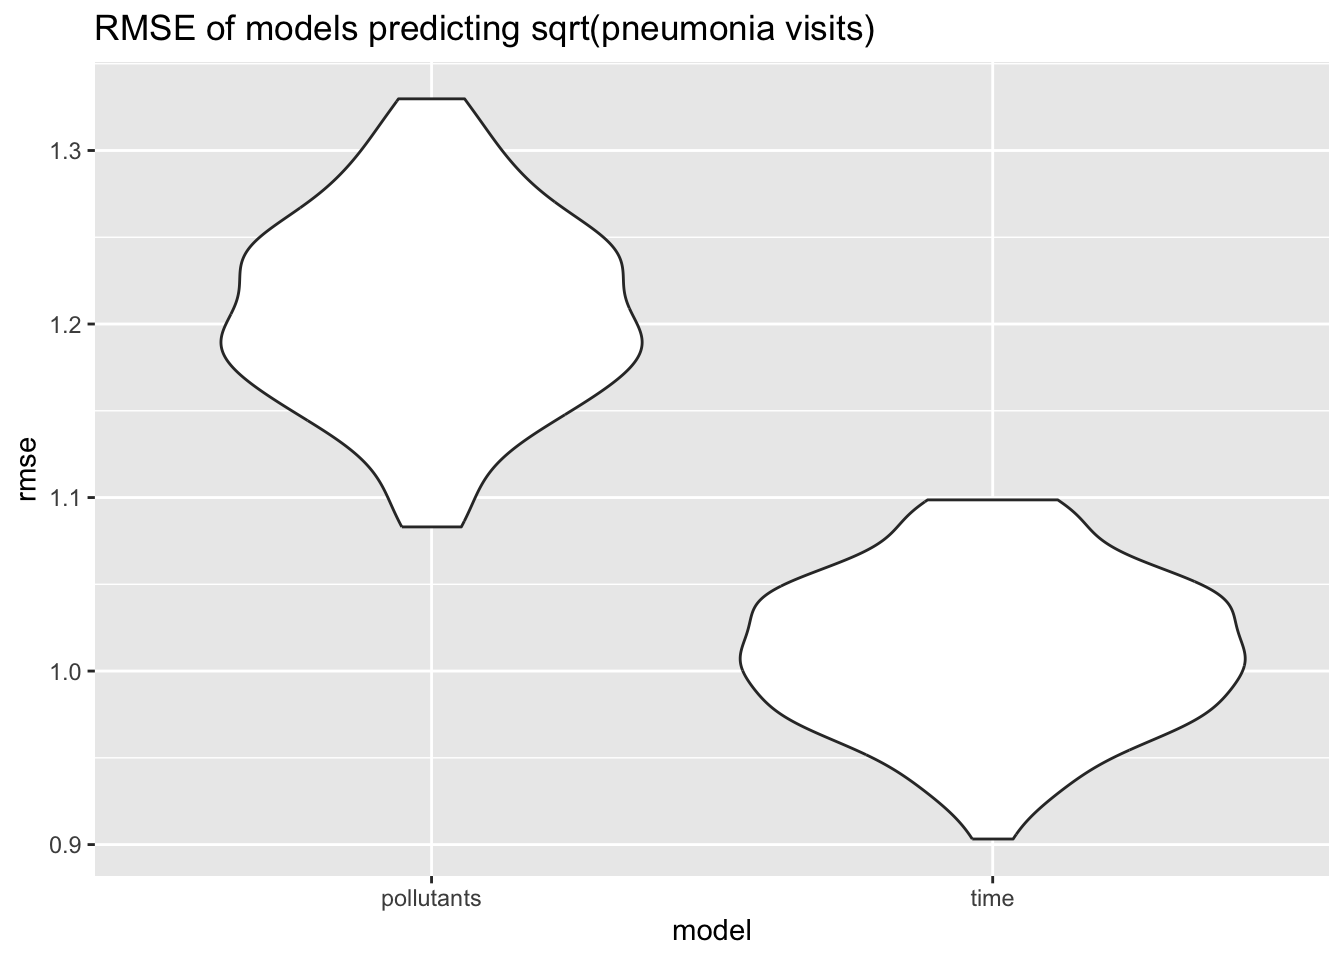 RMSE of models predicting sqrt(pneumonia visits)
rmse
1.3
1.2
1.1
1.0
0.9
pollutants
time
model